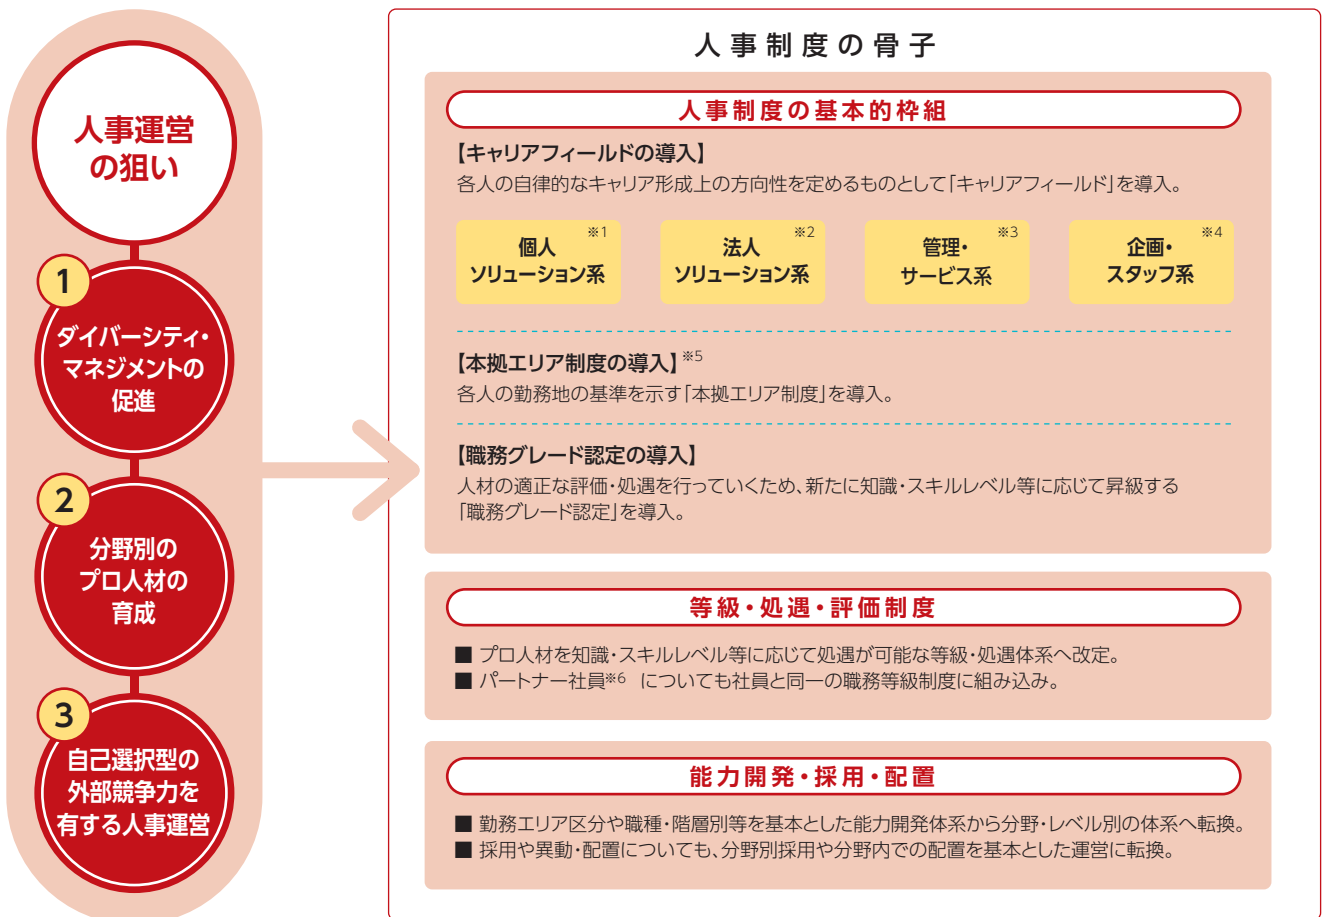 人事運営
の狙い
1
ダイバーシティ・
マネジメントの
促進
2
分野別の
プロ人材の
育成
3
自己選択型の
外部競争力を
有する人事運営
人事制度の骨子
人事制度の基本的枠組
【キャリアフィールドの導入】
各人の自律的なキャリア形成上の方向性を定めるものとして「キャリアフィールド」を導入。
個人 ※1
ソリューション系
法人 ※2
ソリューション系
管理・ ※3
サービス系
企画・ ※4
スタッフ系
【本拠エリア制度の導入】※5
各人の勤務地の基準を示す「本拠エリア制度」を導入。
【職務グレード認定の導入】
人材の適正な評価・処遇を行っていくため、新たに知識・スキルレベル等に応じて昇級する
「職務グレード認定」を導入。
等級・処遇・評価制度
■ プロ人材を知識・スキルレベル等に応じて処遇が可能な等級・処遇体系へ改定。
■ パートナー社員※6 についても社員と同一の職務等級制度に組み込み。
能力開発・採用・配置
■ 勤務エリア区分や職種・階層別等を基本とした能力開発体系から分野・レベル別の体系へ転換。
■ 採用や異動・配置についても、分野別採用や分野内での配置を基本とした運営に転換。